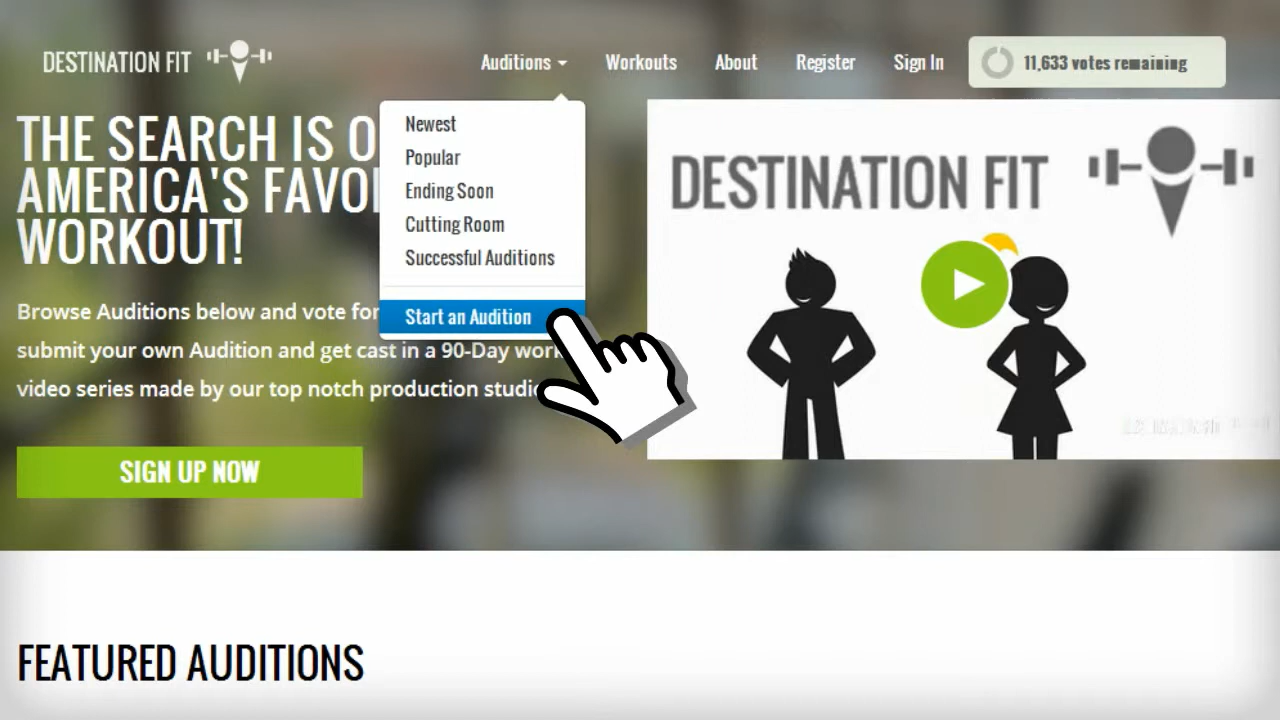 DESTINATION FIT
Auditions
Workouts
About
Register
Sign In
11,633 votes remaining
Newest
Popular
Ending Soon
Cutting Room
Successful Auditions
Start an Audition
THE SEARCH IS
AMERICA'S
WORKOUT!
Browse Auditions below and vote for
submit your own Audition and get cast in a 90-Day
video series made by our top notch production
SIGN UP NOW
DESTINATION FIT
FEATURED AUDITIONS